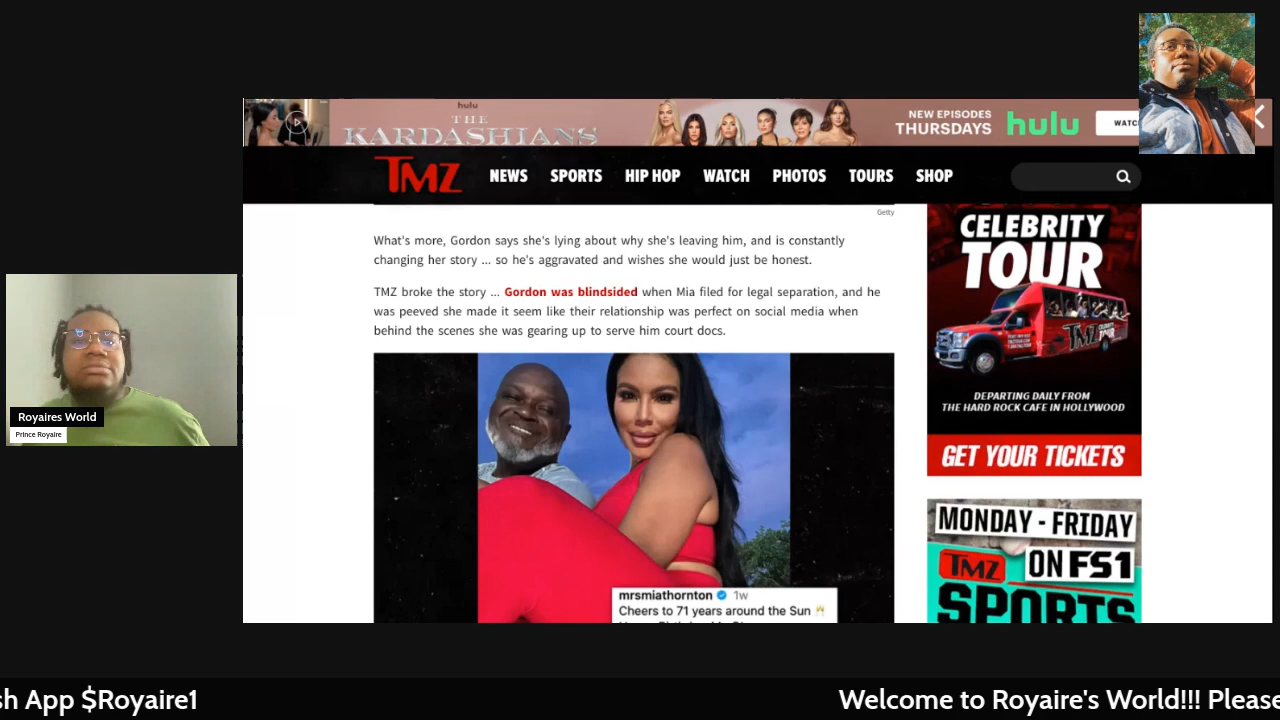 hulu
THE
KARDASHIANS
NEW EPISODES
THURSDAYS
hulu
TMZ
NEWS
SPORTS
HIP HOP
WATCH
PHOTOS
TOURS
SHOP
Getty
What's more, Gordon says she's lying about why she's leaving him, and is constantly
changing her story ... so he's aggravated and wishes she would just be honest.
TMZ broke the story ... Gordon was blindsided when Mia filed for legal separation, and he
was peeved she made it seem like their relationship was perfect on social media when
behind the scenes she was gearing up to serve him court docs.
mrsmiathornton 1w
Cheers to 71 years around the Sun 🥂
CELEBRITY
TOUR
TMZ
DEPARTING DAILY FROM
THE HARD ROCK CAFE IN HOLLYWOOD
GET YOUR TICKETS
MONDAY - FRIDAY
TMZ ON FS1
SPORTS
Royaires World
Prince Royaire
sh App $Royaire1
Welcome to Royaire's World!!! Please